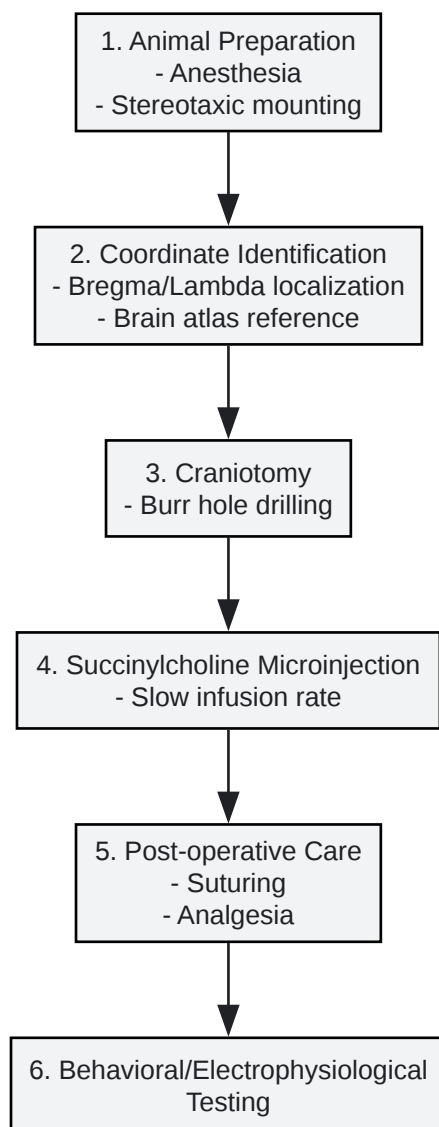 1. Animal Preparation
- Anesthesia
- Stereotaxic mounting
2. Coordinate Identification
- Bregma/Lambda localization
- Brain atlas reference
3. Craniotomy
- Burr hole drilling
4. Succinylcholine Microinjection
- Slow infusion rate
5. Post-operative Care
- Suturing
- Analgesia
6. Behavioral/Electrophysiological
Testing